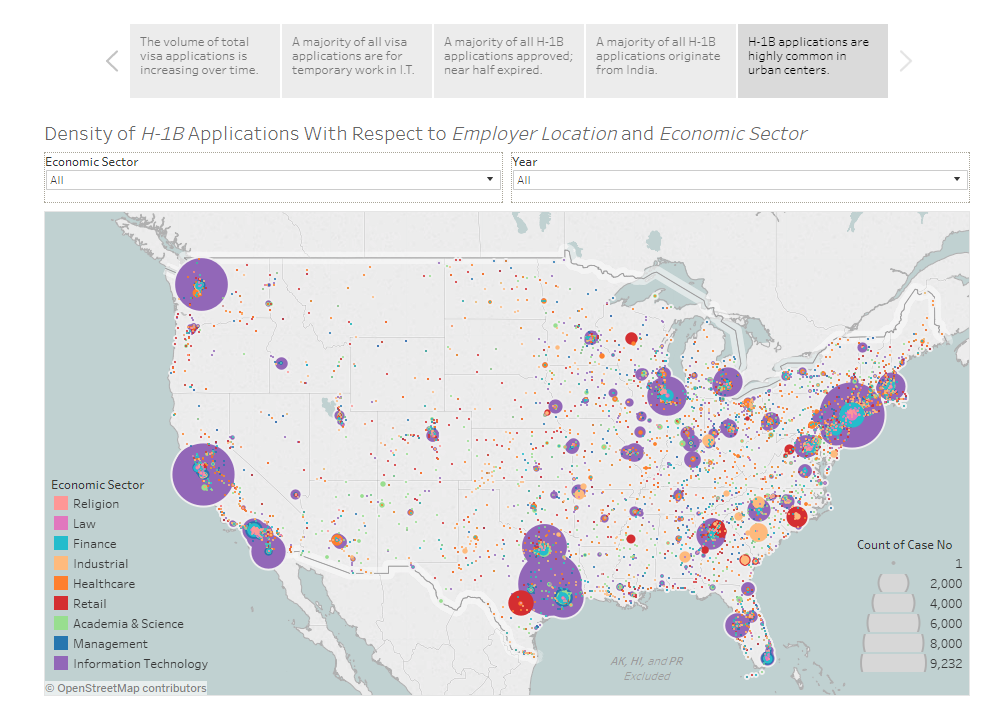 The volume of total
visa applications is
increasing over time.
A majority of all visa
applications are for
temporary work in I.T.
A majority of all H-1B
applications approved;
near half expired.
A majority of all H-1B
applications originate
from India.
H-1B applications are
highly common in
urban centers.
Density of H-1B Applications With Respect to Employer Location and Economic Sector
Economic Sector
All
Year
All
Economic Sector
Religion
Law
Finance
Industrial
Healthcare
Retail
Academia & Science
Management
Information Technology
Count of Case No
1
2,000
4,000
6,000
8,000
9,232
AK, HI, and PR
Excluded
© OpenStreetMap contributors